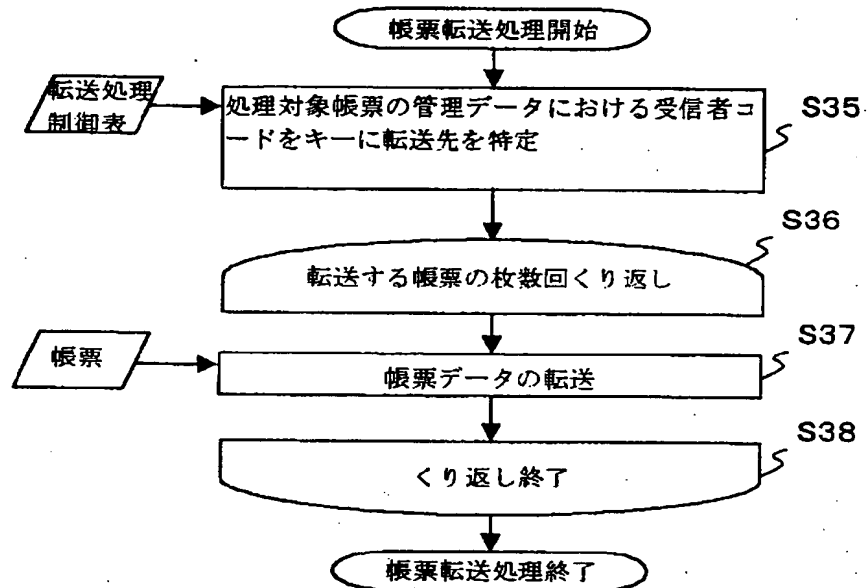 帳票転送処理開始
転送処理
制御表
処理対象帳票の管理データにおける受信者コ
ードをキーに転送先を特定
S35
S36
転送する帳票の枚数回くり返し
S37
帳票
帳票データの転送
S38
くり返し終了
帳票転送処理終了